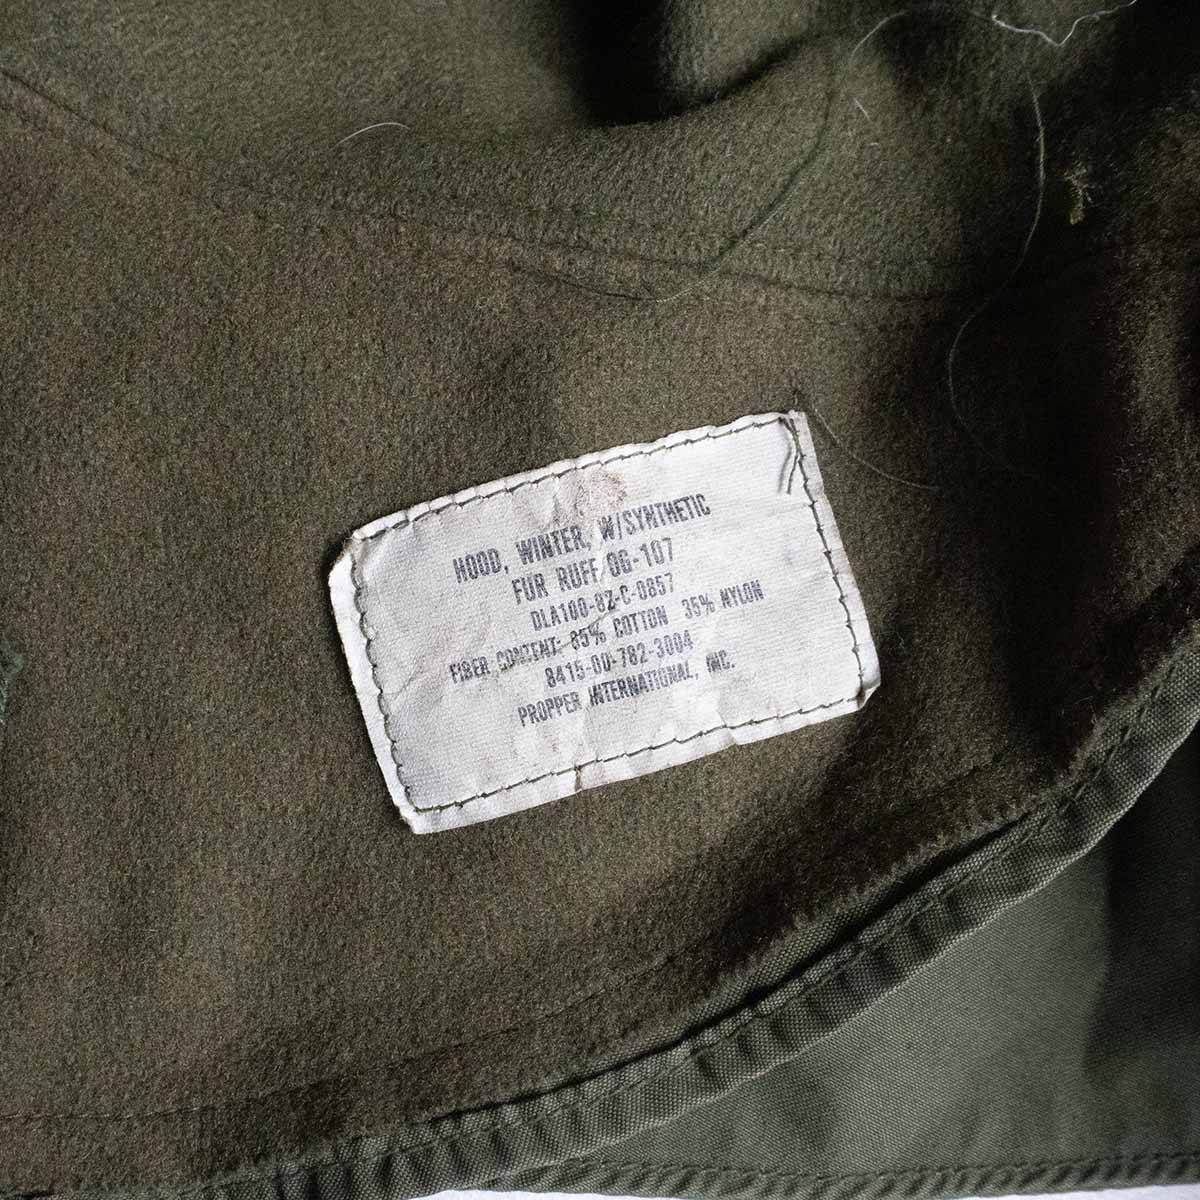 HOOD, WINTER, W/SYNTHETIC
FUR RUFF OG-107
DLA100-82-C-0857
FIBER CONTENT: 65% COTTON 35% NYLON
8415-00-782-3004
PROPPER INTERNATIONAL, INC.